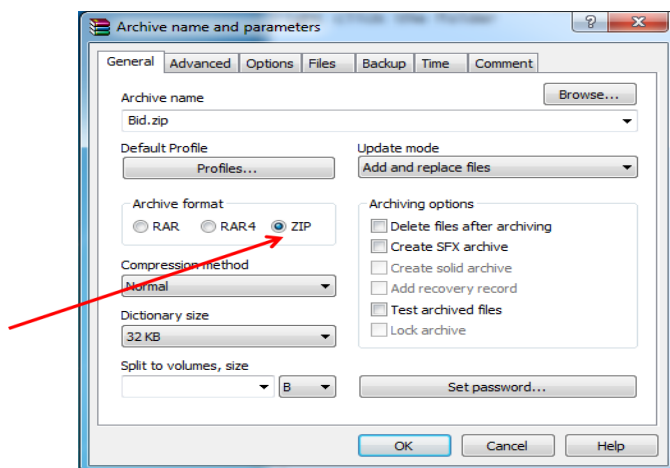 click the folder
Archive name and parameters
General Advanced Options Files Backup Time Comment
Archive name
Browse...
Bid.zip
Default Profile
Update mode
Profiles...
Add and replace files
Archive format
Archiving options
RAR RAR4 ZIP
Delete files after archiving
Create SFX archive
Compression method
Create solid archive
Normal
Add recovery record
Dictionary size
Test archived files
32 KB
Lock archive
Split to volumes, size
B
Set password...
OK Cancel Help